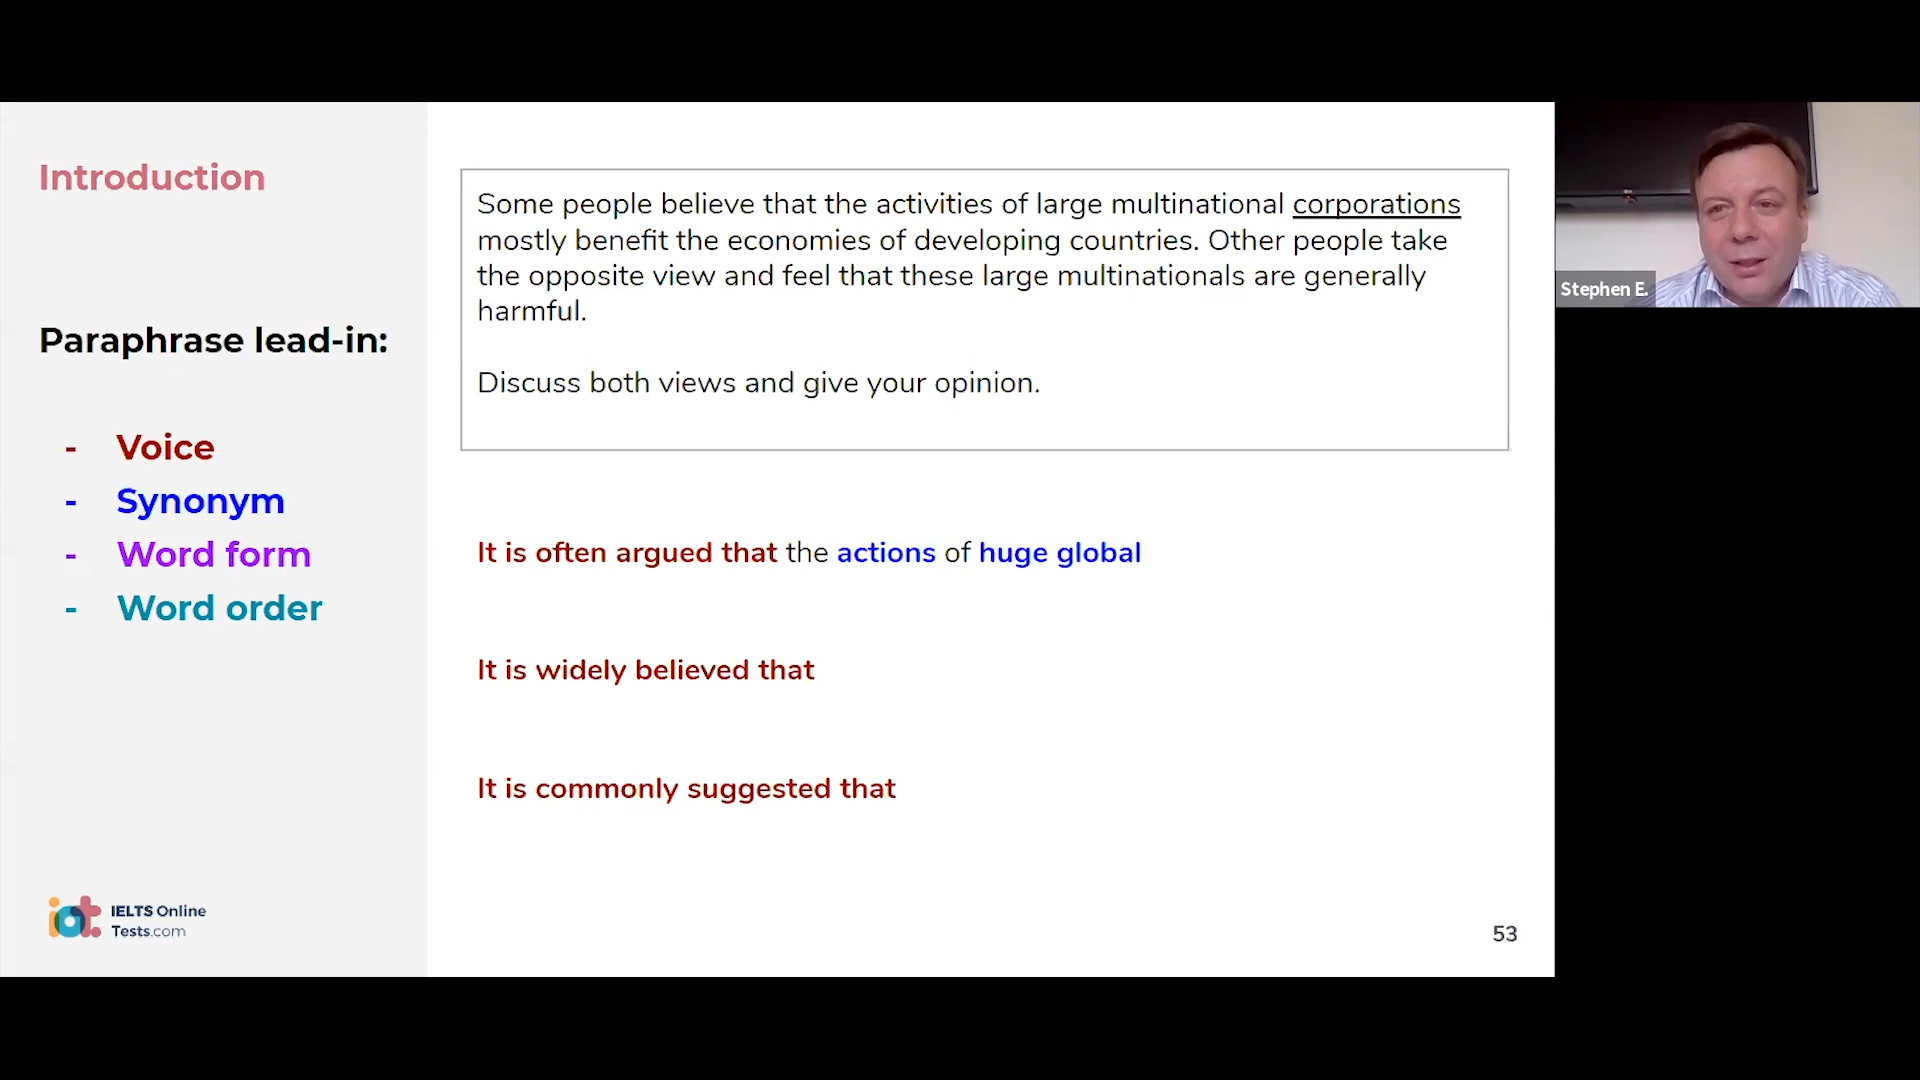 Introduction
Paraphrase lead-in:
- Voice
- Synonym
- Word form
- Word order
Some people believe that the activities of large multinational corporations
mostly benefit the economies of developing countries. Other people take
the opposite view and feel that these large multinationals are generally
harmful.
Discuss both views and give your opinion.
It is often argued that the actions of huge global
It is widely believed that
It is commonly suggested that
iot IELTS Online
Tests.com
53
Stephen E.